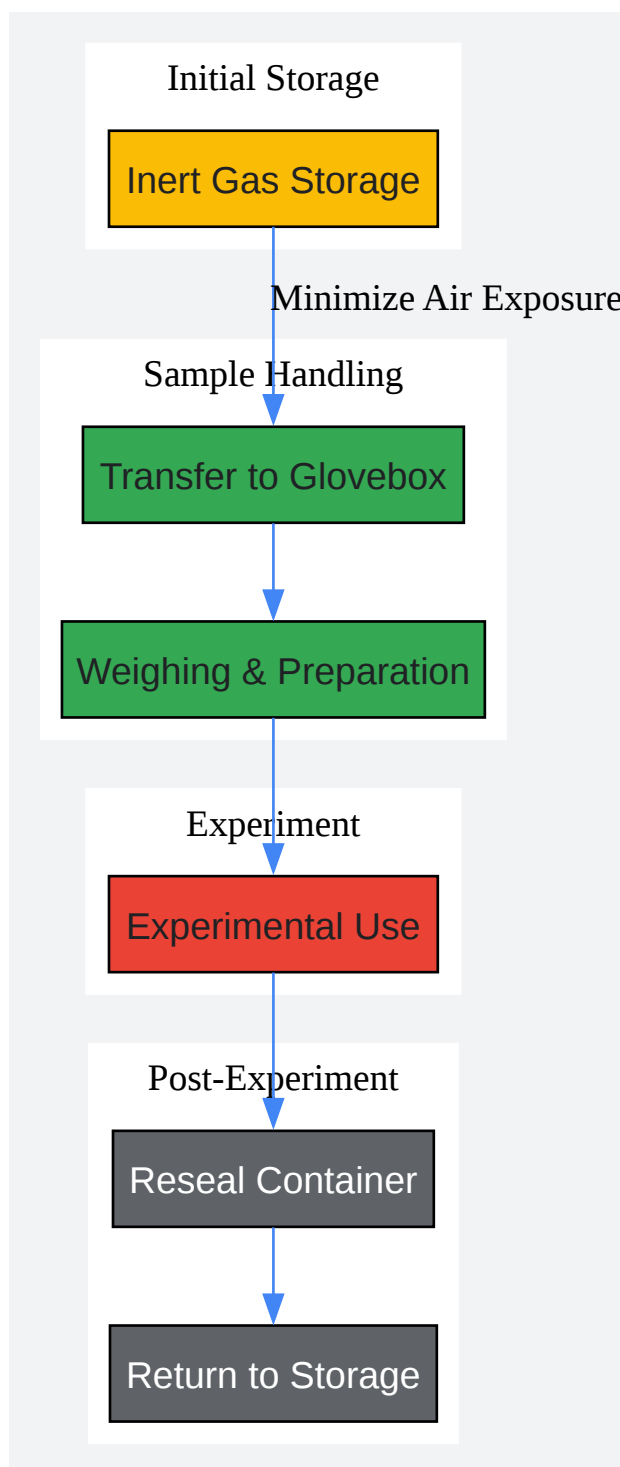 Initial Storage
Inert Gas Storage
Minimize Air Exposure
Sample Handling
Transfer to Glovebox
Weighing & Preparation
Experiment
Experimental Use
Post-Experiment
Reseal Container
Return to Storage